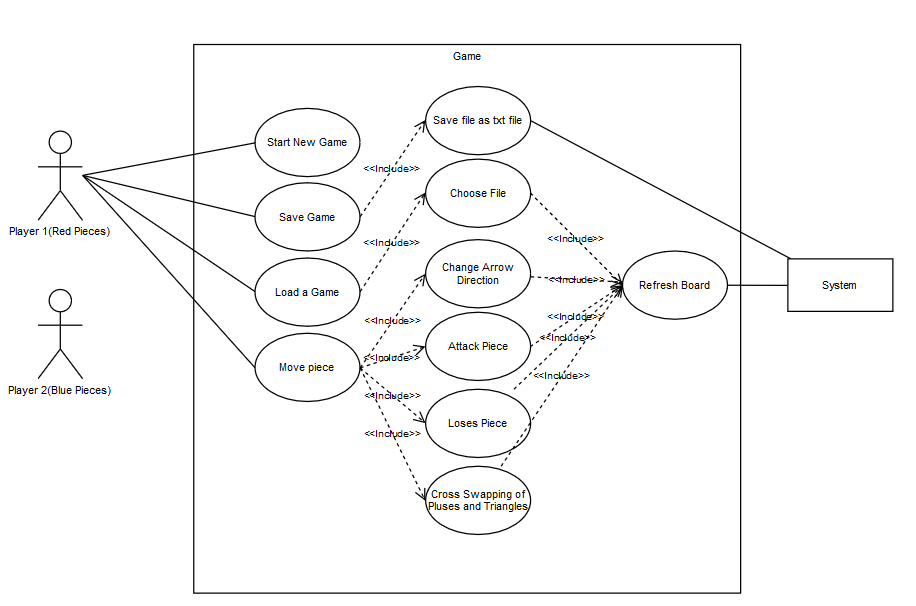 Game
Start New Game
Save Game
Load a Game
Move piece
Save file as txt file
Choose File
Change Arrow
Direction
Attack Piece
Loses Piece
Cross Swapping of
Pluses and Triangles
Refresh Board
System
Player 1(Red Pieces)
Player 2(Blue Pieces)
<<Include>>
<<Include>>
<<Include>>
<<Include>>
<<Include>>
<<Include>>
<<Include>>
<<Include>>
<<Include>>
<<Include>>
<<Include>>